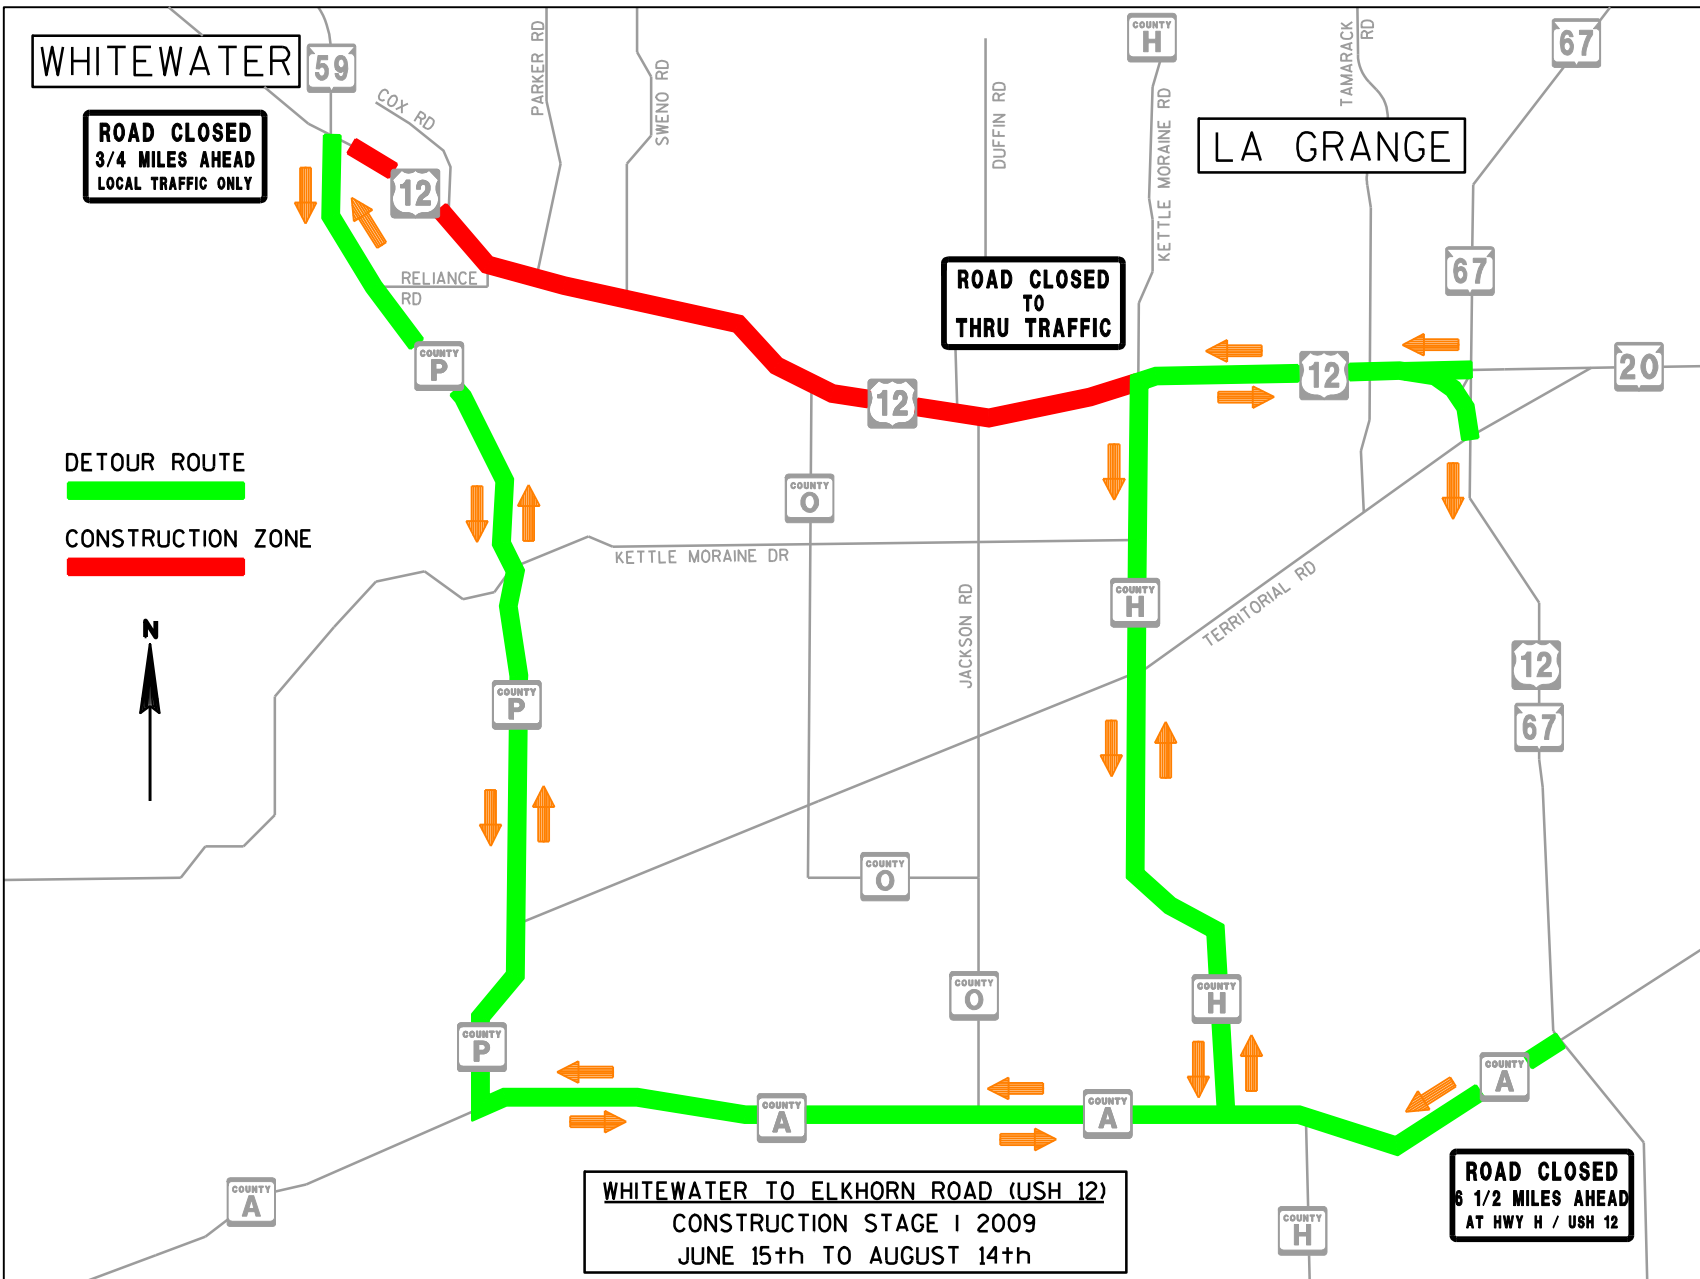 WHITEWATER
59
ROAD CLOSED
3/4 MILES AHEAD
LOCAL TRAFFIC ONLY
COX RD
12
PARKER RD
SWENO RD
DUFFIN RD
COUNTY
H
KETTLE MORAINE RD
TAMARACK
RD
67
LA GRANGE
67
ROAD CLOSED
TO
THRU TRAFFIC
RELIANCE
RD
COUNTY
P
12
12
20
DETOUR ROUTE
CONSTRUCTION ZONE
COUNTY
O
KETTLE MORAINE DR
JACKSON RD
COUNTY
H
TERRITORIAL RD
N
COUNTY
P
12
67
COUNTY
O
COUNTY
O
COUNTY
H
COUNTY
P
COUNTY
A
COUNTY
A
COUNTY
A
COUNTY
A
COUNTY
H
WHITEWATER TO ELKHORN ROAD (USH 12)
CONSTRUCTION STAGE I 2009
JUNE 15th TO AUGUST 14th
ROAD CLOSED
6 1/2 MILES AHEAD
AT HWY H / USH 12